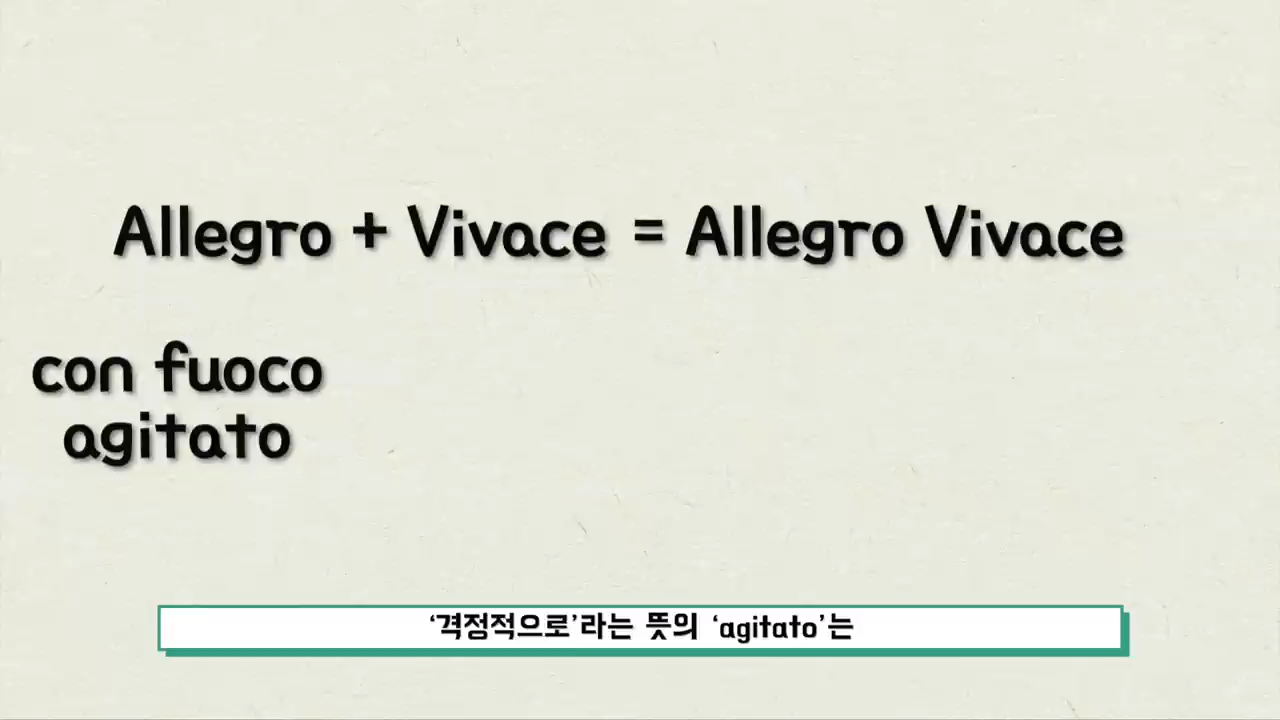 Allegro + Vivace = Allegro Vivace
con fuoco
agitato
‘격정적으로’라는 뜻의 ‘agitato’는